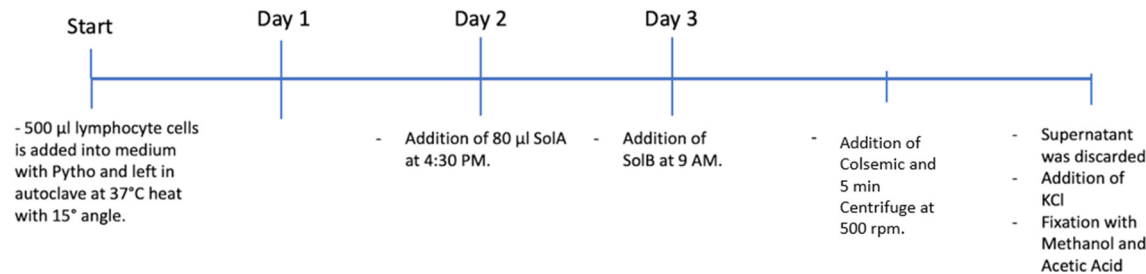 Start
Day 1
Day 2
Day 3
- 500 µl lymphocyte cells
is added into medium
with Pytho and left in
autoclave at 37°C heat
with 15° angle.
- Addition of 80 µl SolA
at 4:30 PM.
- Addition of
SolB at 9 AM.
- Addition of
Colsemic and
5 min
Centrifuge at
500 rpm.
- Supernatant
was discarded
- Addition of
KCl
- Fixation with
Methanol and
Acetic Acid